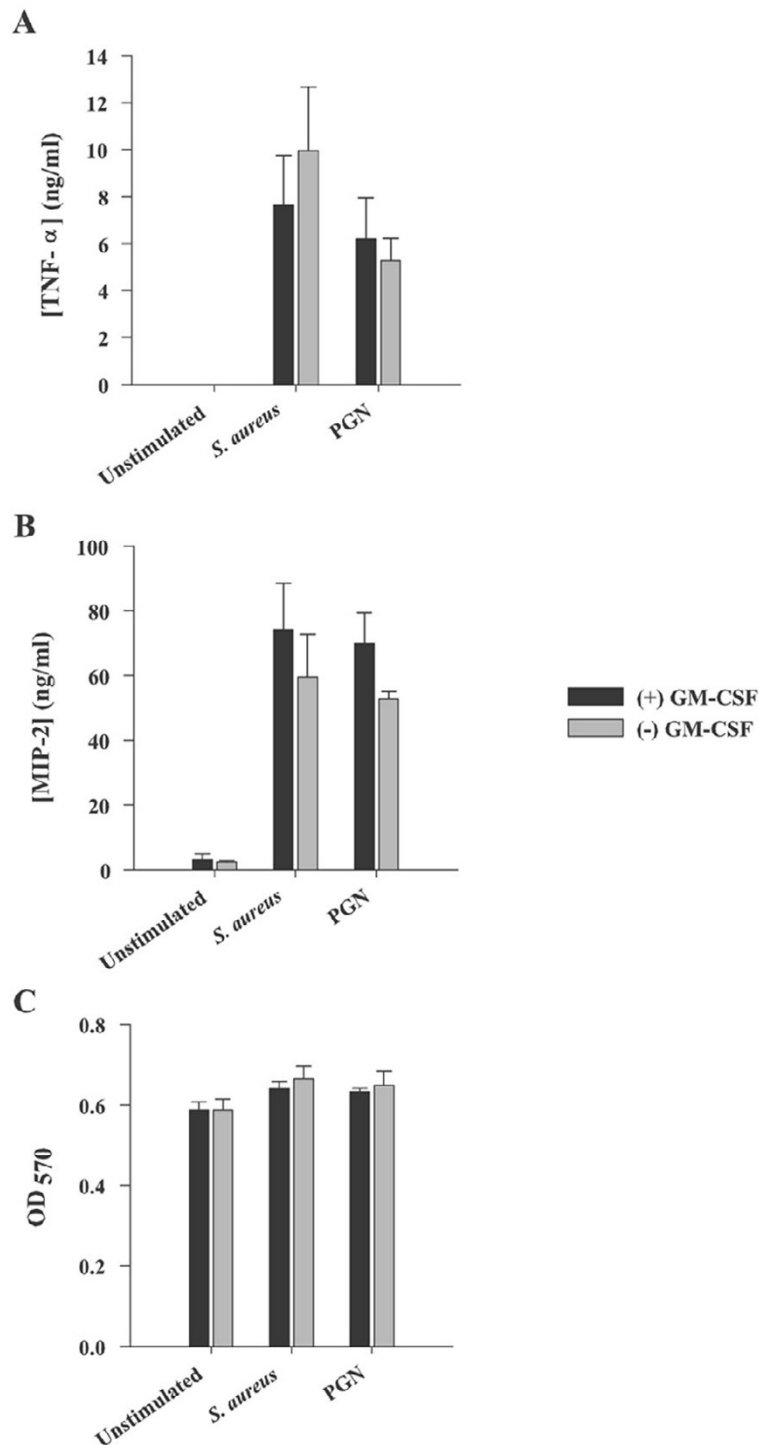 A
14
12
10
8
6
4
2
0
[TNF- α] (ng/ml)
Unstimulated
S. aureus
PGN
B
100
80
60
40
20
0
[MIP-2] (ng/ml)
Unstimulated
S. aureus
PGN
(+) GM-CSF
(-) GM-CSF
C
0.8
0.6
0.4
0.2
0.0
OD 570
Unstimulated
S. aureus
PGN